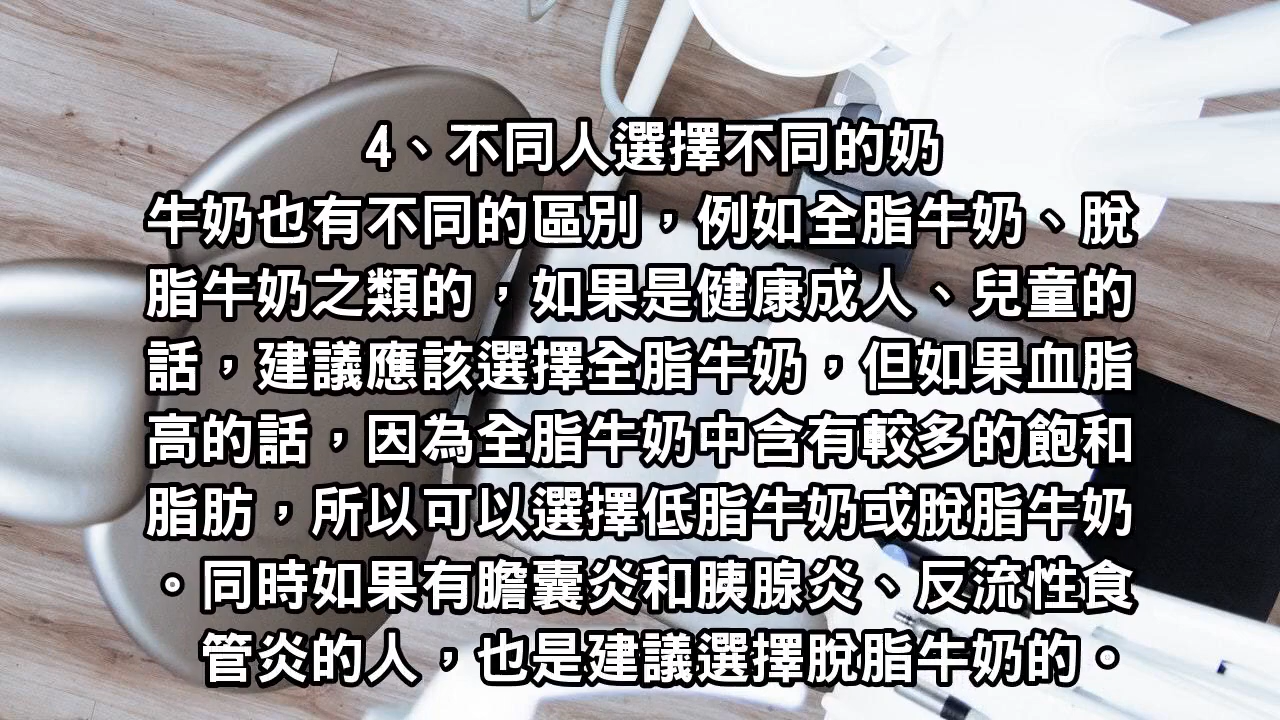 4、不同人選擇不同的奶
牛奶也有不同的區別，例如全脂牛奶、脫
脂牛奶之類的，如果是健康成人、兒童的
話，建議應該選擇全脂牛奶，但如果血脂
高的話，因為全脂牛奶中含有較多的飽和
脂肪，所以可以選擇低脂牛奶或脫脂牛奶
。同時如果有膽囊炎和胰腺炎、反流性食
管炎的人，也是建議選擇脫脂牛奶的。